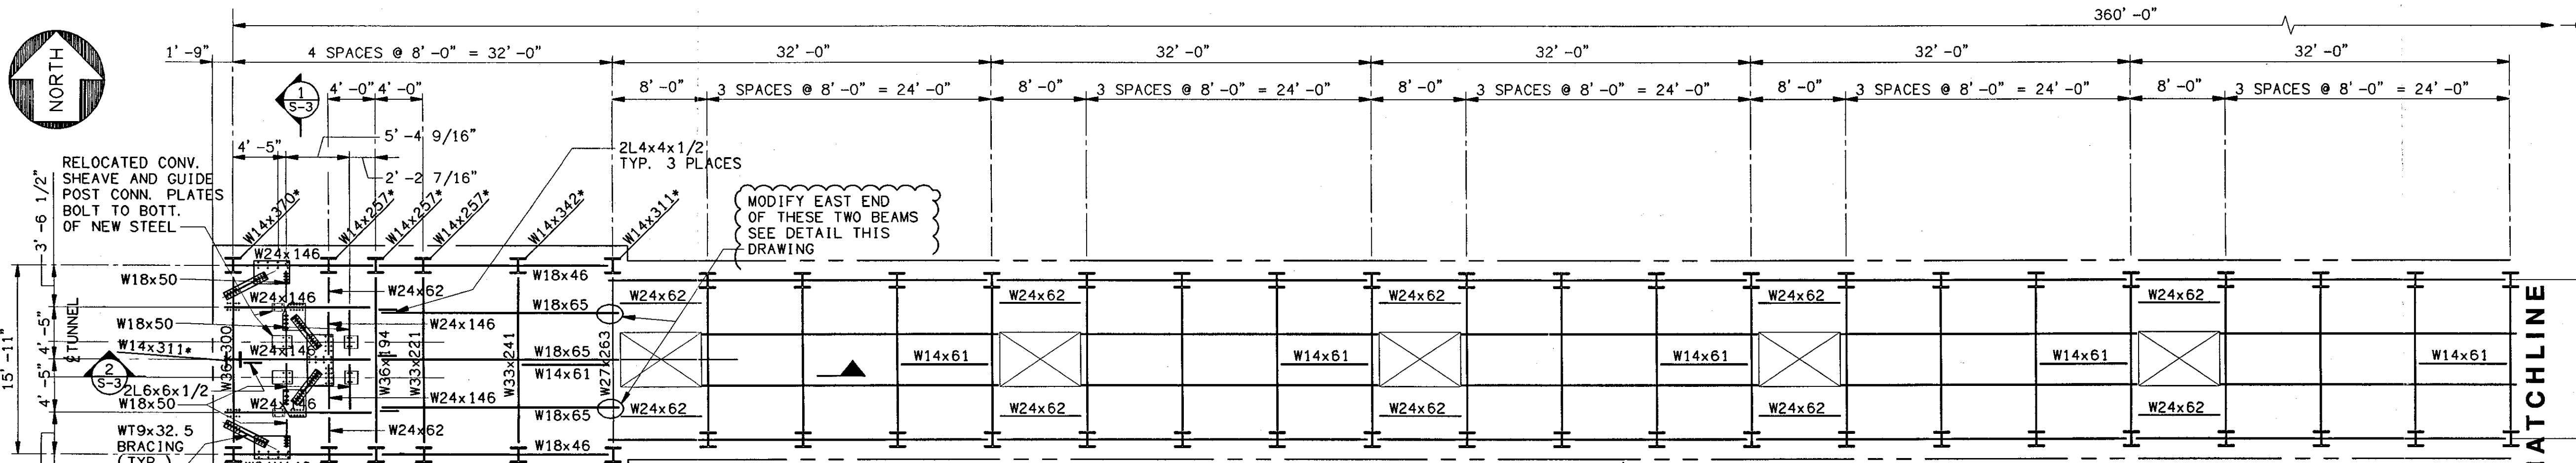 360'-0"
1'-9"
4 SPACES @ 8'-0" = 32'-0"
32'-0"
32'-0"
32'-0"
32'-0"
32'-0"
NORTH
1
S-3
4'-0"
4'-0"
8'-0"
3 SPACES @ 8'-0" = 24'-0"
8'-0"
3 SPACES @ 8'-0" = 24'-0"
8'-0"
3 SPACES @ 8'-0" = 24'-0"
8'-0"
3 SPACES @ 8'-0" = 24'-0"
8'-0"
3 SPACES @ 8'-0" = 24'-0"
5'-4 9/16"
4'-5"
2'-2 7/16"
2L4x4x1/2
TYP. 3 PLACES
RELOCATED CONV.
SHEAVE AND GUIDE
POST CONN. PLATES
BOLT TO BOTT.
OF NEW STEEL
3'-6 1/2"
W14x370*
W14x257*
W14x257*
W14x257*
W14x342*
W14x311*
MODIFY EAST END
OF THESE TWO BEAMS
SEE DETAIL THIS
DRAWING
W24x146
W18x50
W18x46
W24x62
W24x146
W18x65
W24x62
W24x62
W24x62
W24x62
W24x62
W18x50
W24x146
W14x311*
W24x146
W18x65
W14x61
W14x61
W14x61
W14x61
W14x61
W14x61
W36x300
W36x194
W33x221
W33x241
W27x263
℄ TUNNEL
15'-11"
4'-5"
4'-5"
2
S-3
2L6x6x1/2
W18x50
W24x146
W24x146
W18x65
W24x62
W24x62
W24x62
W24x62
W24x62
WT9x32.5
BRACING
(TYP.)
W24x62
W18x46
MATCHLINE